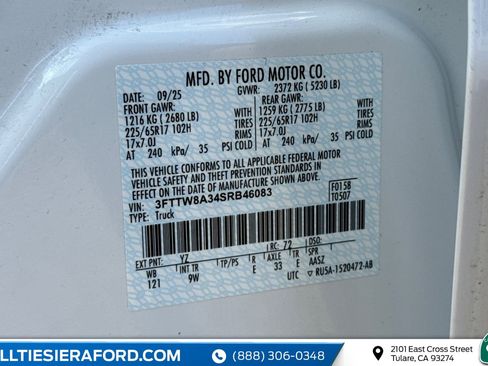 MFD. BY FORD MOTOR CO.
DATE: 09/25 GVWR: 2372 KG ( 5230 LB)
FRONT GAWR: REAR GAWR:
1216 KG ( 2680 LB) WITH 1259 KG ( 2775 LB) WITH
225/65R17 102H TIRES 225/65R17 102H TIRES
17x7.0J RIMS 17x7.0J RIMS
AT 240 kPa/ 35 PSI COLD AT 240 kPa/ 35 PSI COLD
THIS VEHICLE CONFORMS TO ALL APPLICABLE FEDERAL MOTOR
VEHICLE SAFETY AND THEFT PREVENTION STANDARDS IN
EFFECT ON THE DATE OF MANUFACTURE SHOWN ABOVE.
VIN: 3FTTW8A34SRB46083 F0158
TYPE: Truck T0507
EXT PNT: YZ RC: 72 DSO:
WB INT TR TP/PS R AXLE E SPR
121 9W E 33 E AASZ
UTC RU5A-1520472-AB
LLTIESIERAFORD.COM (888) 306-0348 2101 East Cross Street
Tulare, CA 93274